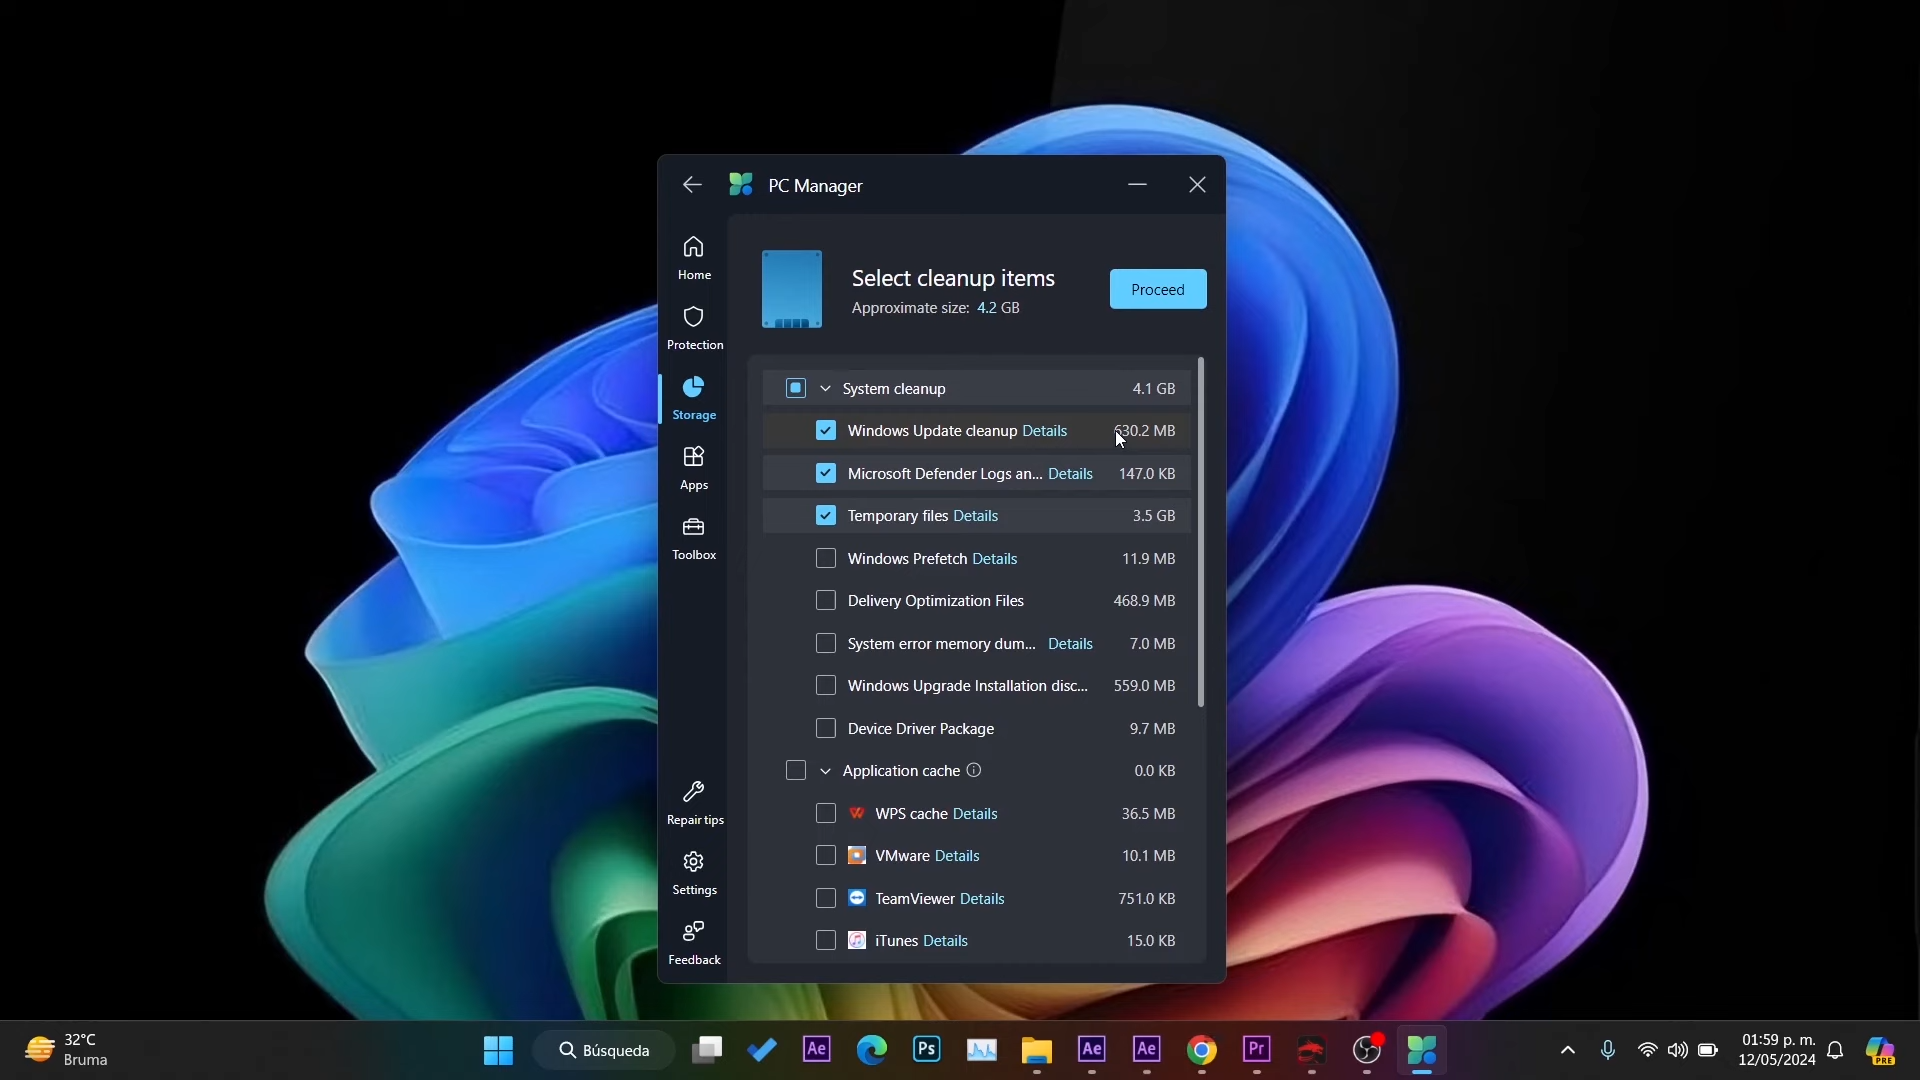 PC Manager
Home
Protection
Storage
Apps
Toolbox
Repair tips
Settings
Feedback
Select cleanup items
Approximate size: 4.2 GB
Proceed
System cleanup 4.1 GB
Windows Update cleanup Details 630.2 MB
Microsoft Defender Logs an... Details 147.0 KB
Temporary files Details 3.5 GB
Windows Prefetch Details 11.9 MB
Delivery Optimization Files 468.9 MB
System error memory dum... Details 7.0 MB
Windows Upgrade Installation disc... 559.0 MB
Device Driver Package 9.7 MB
Application cache 0.0 KB
WPS cache Details 36.5 MB
VMware Details 10.1 MB
TeamViewer Details 751.0 KB
iTunes Details 15.0 KB
32°C
Bruma
Búsqueda
Ae
Ps
Ae
Ae
Pr
01:59 p. m.
12/05/2024
PRE